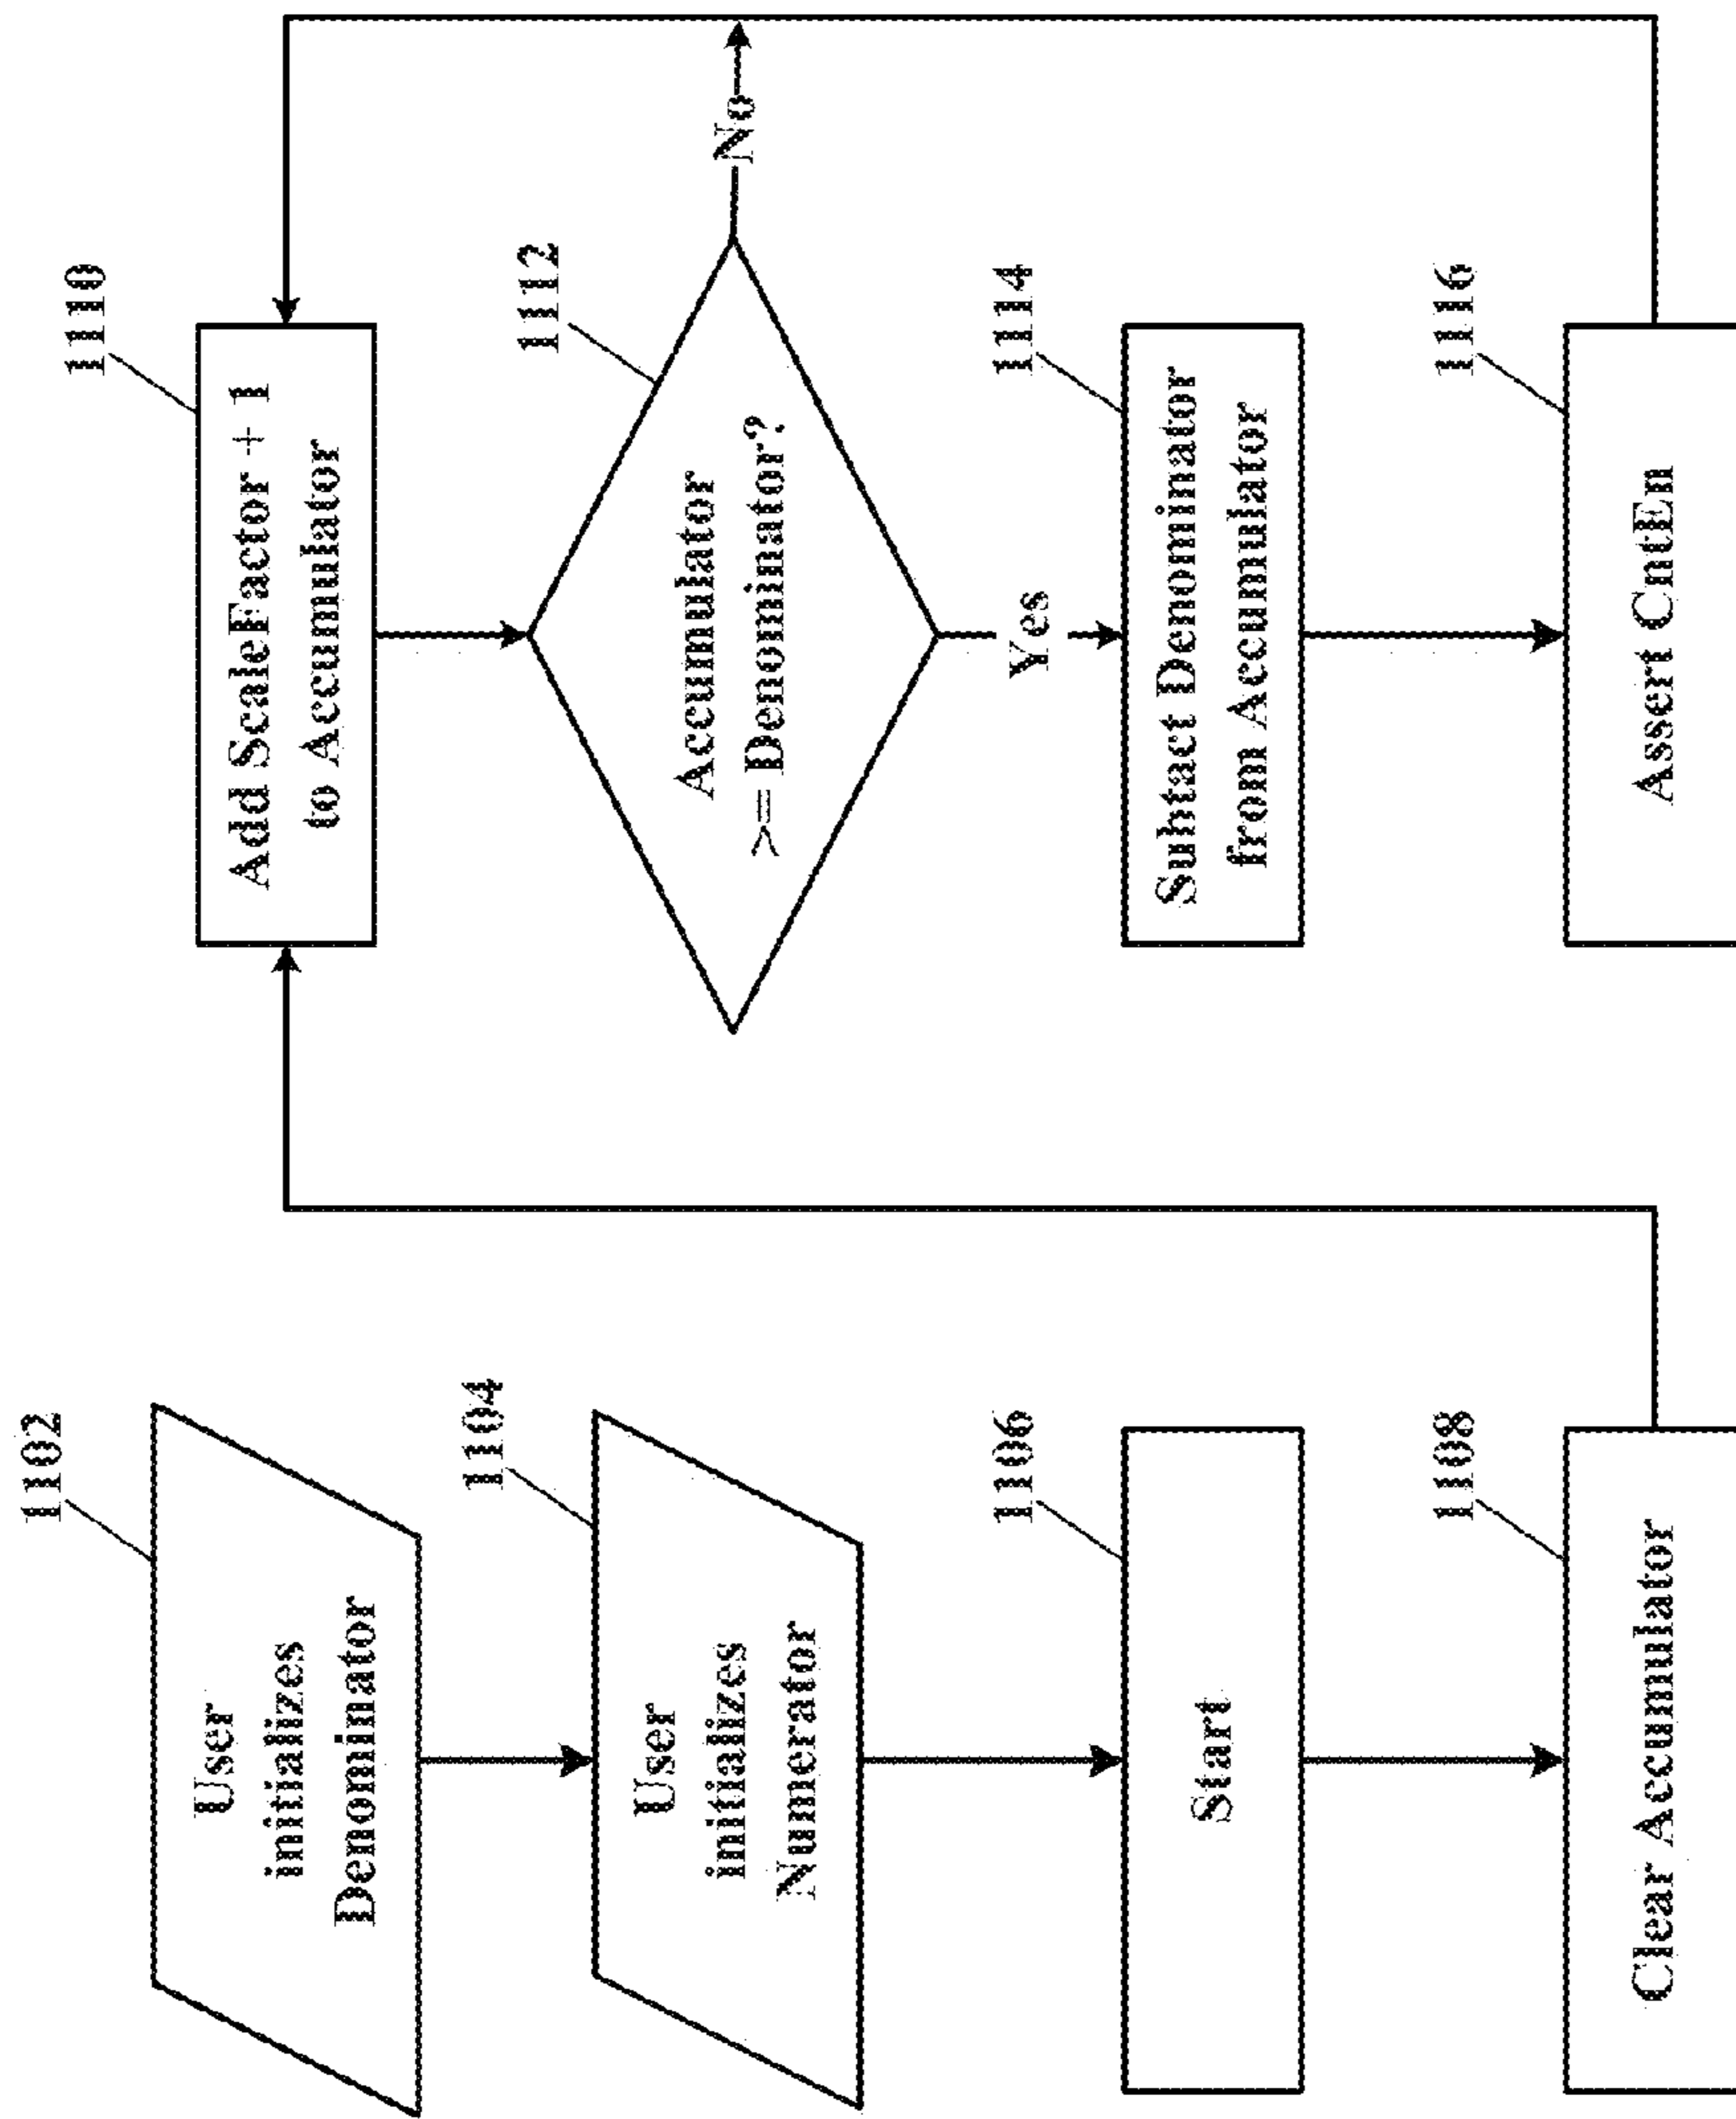 1102
User
initializes
Denominator
1104
User
initializes
Numerator
1106
Start
1108
Clear Accumulator
1110
Add ScaleFactor + 1
to Accumulator
1112
Accumulator
>= Denominator?
No
Yes
1114
Subtact Denominator
from Accumulator
1116
Assert CntEn